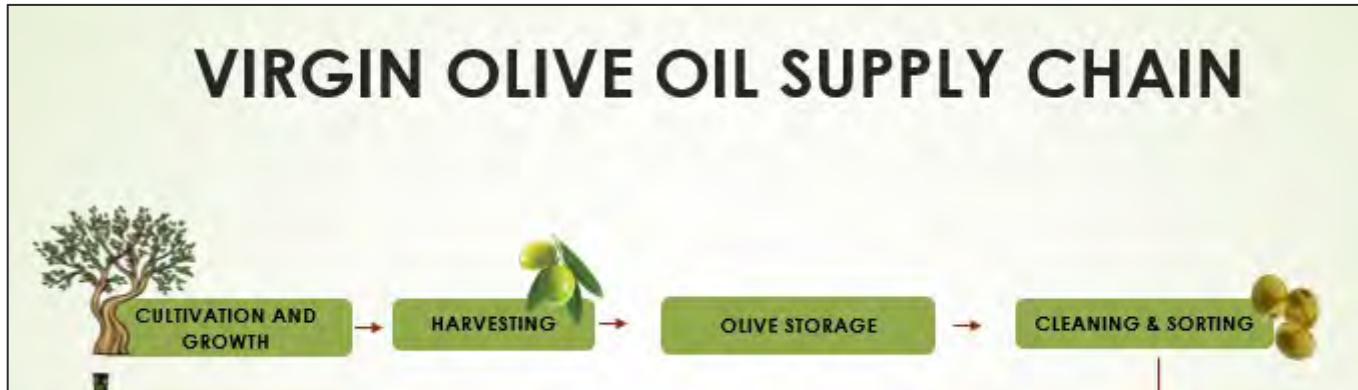 VIRGIN OLIVE OIL SUPPLY CHAIN
CULTIVATION AND
GROWTH
HARVESTING
OLIVE STORAGE
CLEANING & SORTING